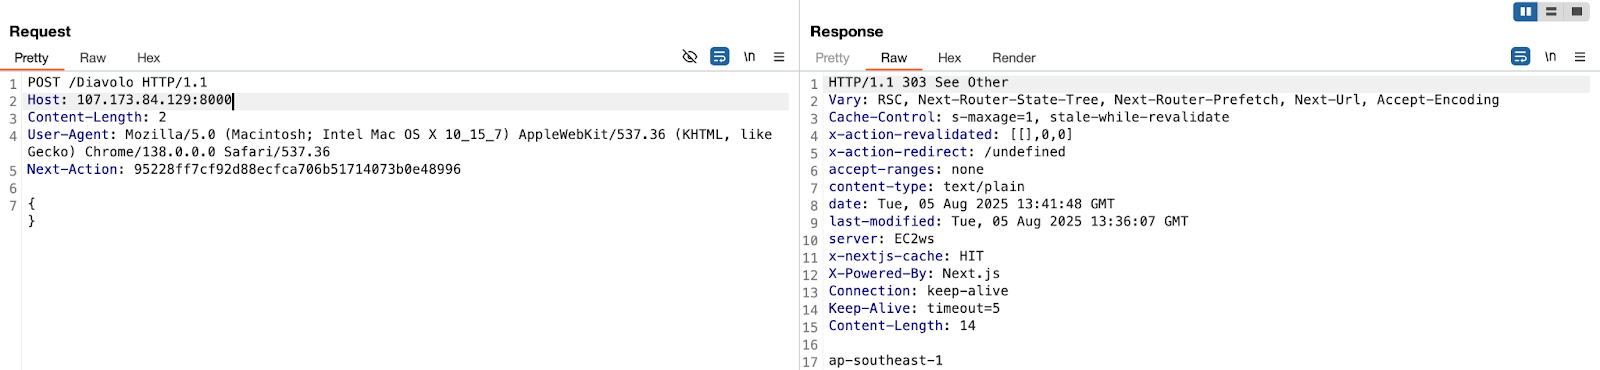 Request
Pretty Raw Hex \n
1 POST /Diavolo HTTP/1.1
2 Host: 107.173.84.129:8000
3 Content-Length: 2
4 User-Agent: Mozilla/5.0 (Macintosh; Intel Mac OS X 10_15_7) AppleWebKit/537.36 (KHTML, like
Gecko) Chrome/138.0.0.0 Safari/537.36
5 Next-Action: 95228ff7cf92d88ecfca706b51714073b0e48996
6
7 {
}
Response
Pretty Raw Hex Render \n
1 HTTP/1.1 303 See Other
2 Vary: RSC, Next-Router-State-Tree, Next-Router-Prefetch, Next-Url, Accept-Encoding
3 Cache-Control: s-maxage=1, stale-while-revalidate
4 x-action-revalidated: [[],0,0]
5 x-action-redirect: /undefined
6 accept-ranges: none
7 content-type: text/plain
8 date: Tue, 05 Aug 2025 13:41:48 GMT
9 last-modified: Tue, 05 Aug 2025 13:36:07 GMT
10 server: EC2ws
11 x-nextjs-cache: HIT
12 X-Powered-By: Next.js
13 Connection: keep-alive
14 Keep-Alive: timeout=5
15 Content-Length: 14
16
17 ap-southeast-1